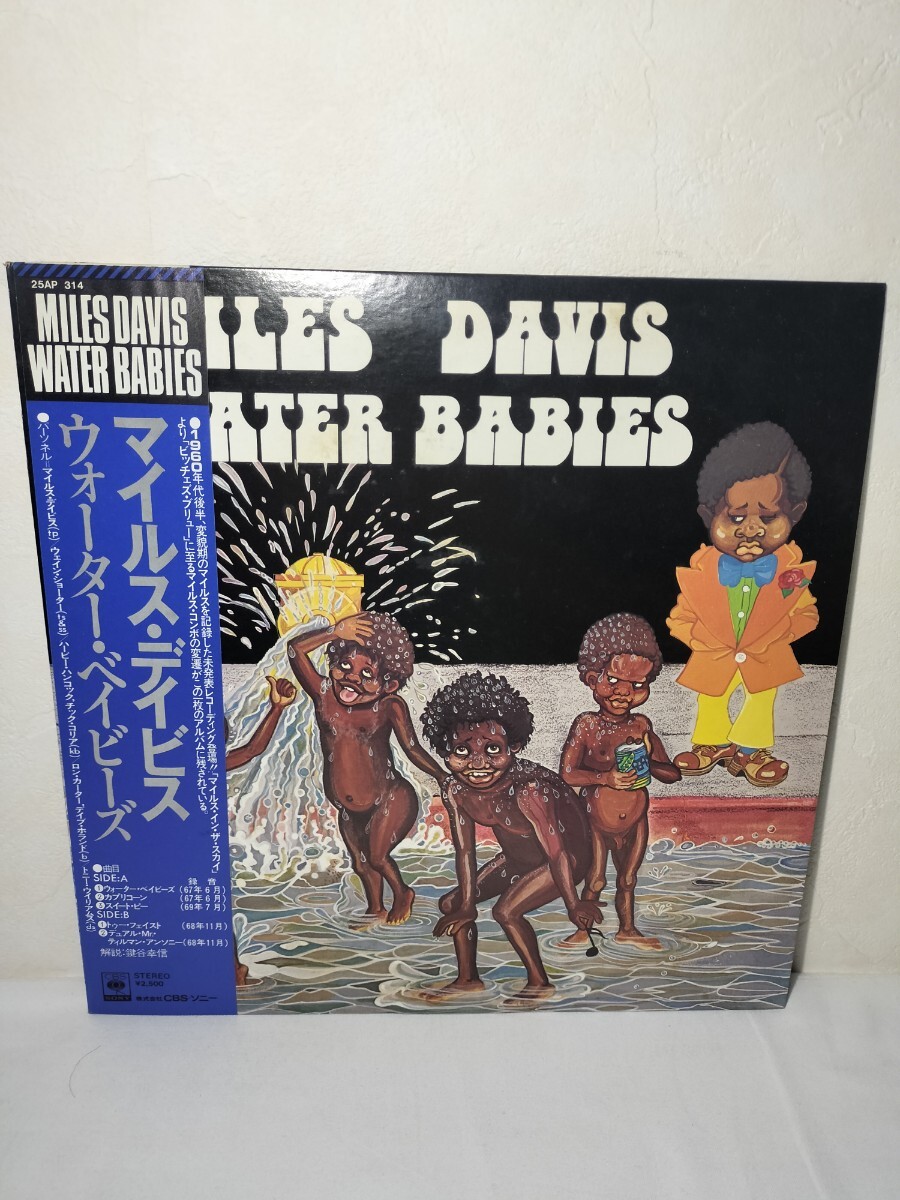 25AP 314
MILES DAVIS
WATER BABIES
●1960年代後半、変貌期のマイルスを記録した未発表レコーディング登場!!「マイルス・イン・ザ・スカイ」
より「ビッチェズ・ブリュー」に至るマイルス・コンボの変遷がこの一枚のアルバムに残されている。
マイルス・デイビス
ウォーター・ベイビーズ
●パーソネル=マイルス・デイビス(tp) ウェイン・ショーター(ts&ss) ハービー・ハンコック、チック・コリア(kb) ロン・カーター、デイブ・ホランド(b) トニー・ウイリアムス(ds)
●曲目 録音
SIDE:A
①ウォーター・ベイビーズ (67年6月)
②カプリコーン (67年6月)
③スイート・ピー (69年7月)
SIDE:B
①トゥー・フェイスト (68年11月)
②デュアル・Mr.・
ティルマン・アンソニー (68年11月)
解説:鍵谷幸信
STEREO
¥2,500
株式会社 CBS・ソニー
ILES DAVIS
ATER BABIES